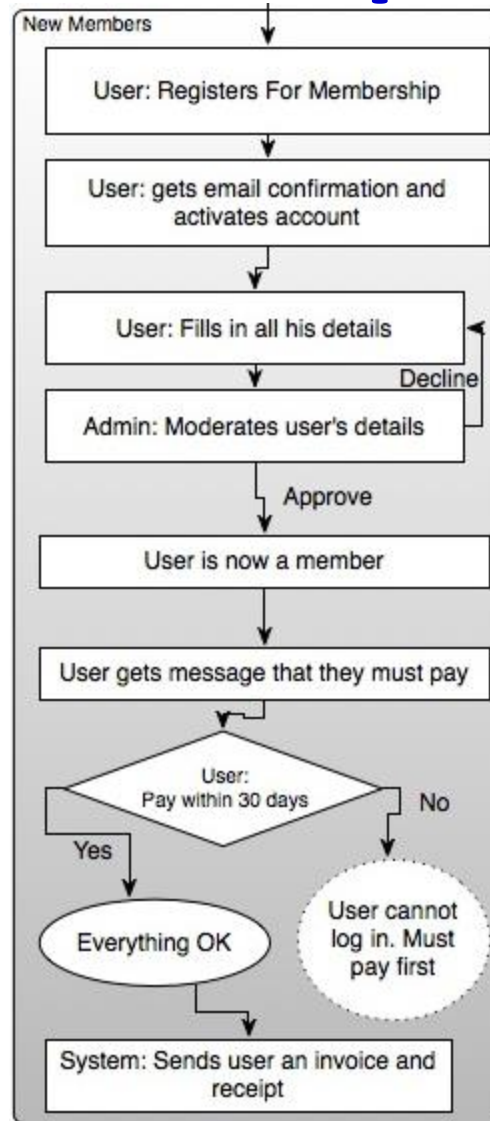 New Members
User: Registers For Membership
User: gets email confirmation and
activates account
User: Fills in all his details
Decline
Admin: Moderates user's details
Approve
User is now a member
User gets message that they must pay
User:
Pay within 30 days
No
Yes
User cannot
log in. Must
pay first
Everything OK
System: Sends user an invoice and
receipt